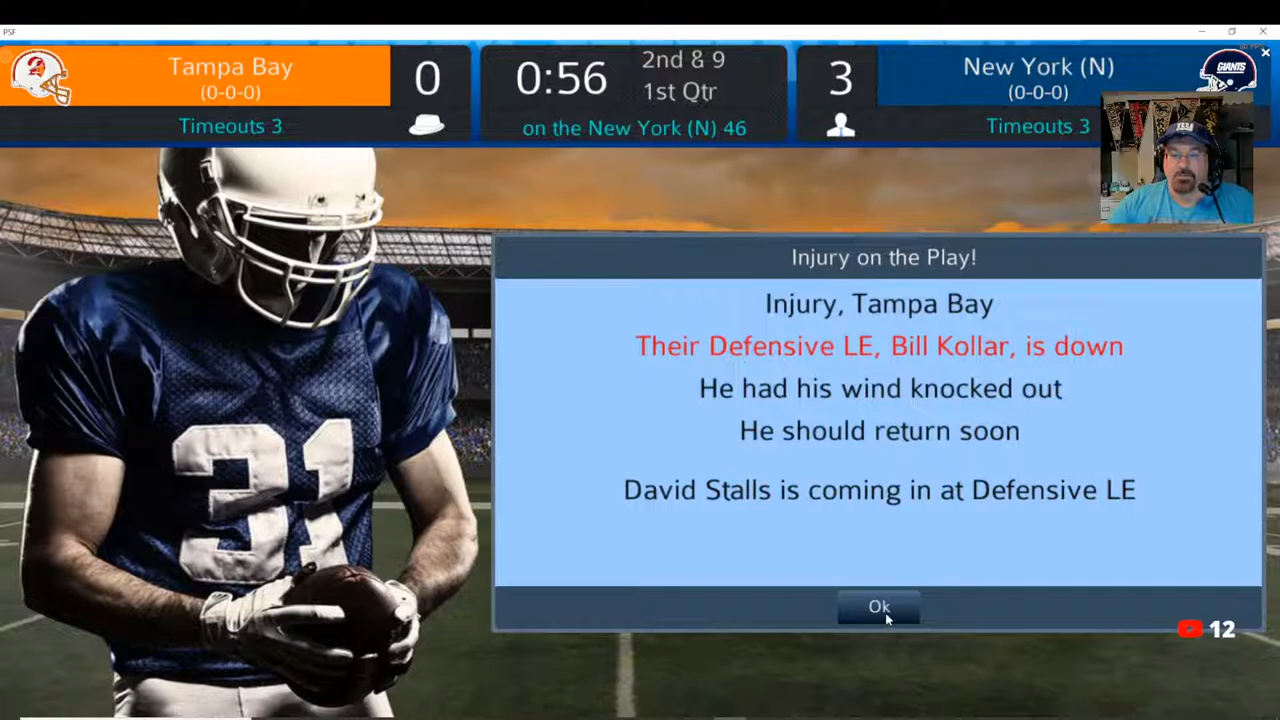 PSF
Tampa Bay
(0-0-0)
Timeouts 3
0
0:56
2nd & 9
1st Qtr
on the New York (N) 46
3
New York (N)
(0-0-0)
Timeouts 3
GIANTS
31
Injury on the Play!
Injury, Tampa Bay
Their Defensive LE, Bill Kollar, is down
He had his wind knocked out
He should return soon
David Stalls is coming in at Defensive LE
Ok
12